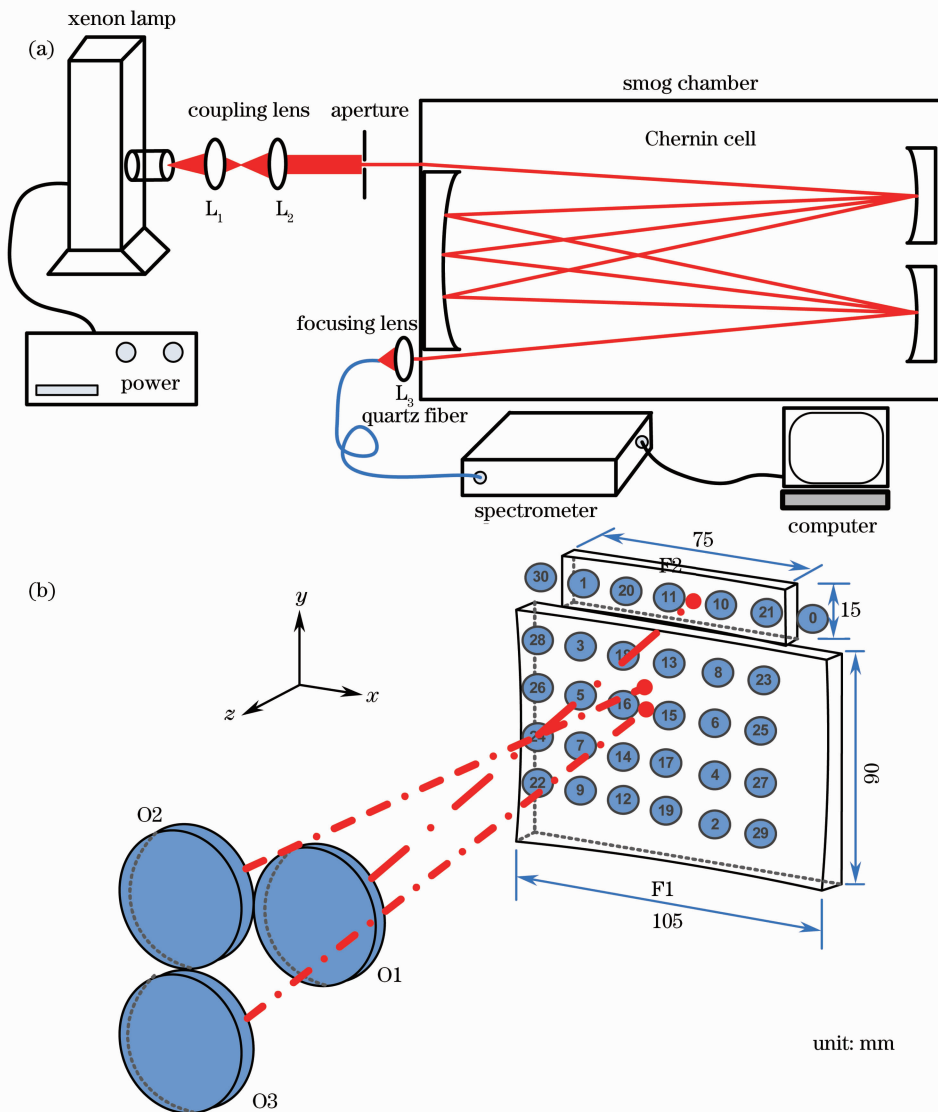 xenon lamp
(a)
smog chamber
coupling lens
aperture
Chernin cell
L1
L2
focusing lens
L3
power
quartz fiber
spectrometer
computer
(b)
75
F2
30 1 20 11 10 21 0
15
y
x
z
28 3 18 13 8 23
26 5 16 15 6 25
24 7 14 17 4 27
22 9 12 19 2 29
90
O2
F1
105
O1
unit: mm
O3